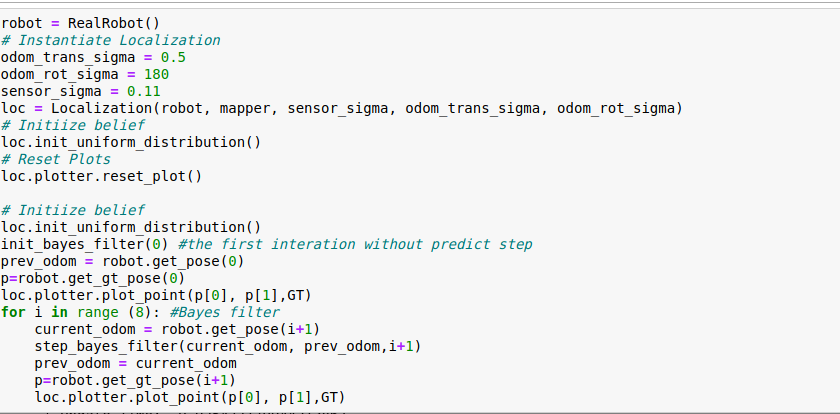 robot = RealRobot()
# Instantiate Localization
odom_trans_sigma = 0.5
odom_rot_sigma = 180
sensor_sigma = 0.11
loc = Localization(robot, mapper, sensor_sigma, odom_trans_sigma, odom_rot_sigma)
# Initiize belief
loc.init_uniform_distribution()
# Reset Plots
loc.plotter.reset_plot()
# Initiize belief
loc.init_uniform_distribution()
init_bayes_filter(0) #the first interation without predict step
prev_odom = robot.get_pose(0)
p=robot.get_gt_pose(0)
loc.plotter.plot_point(p[0], p[1],GT)
for i in range (8): #Bayes filter
    current_odom = robot.get_pose(i+1)
    step_bayes_filter(current_odom, prev_odom,i+1)
    prev_odom = current_odom
    p=robot.get_gt_pose(i+1)
    loc.plotter.plot_point(p[0], p[1],GT)